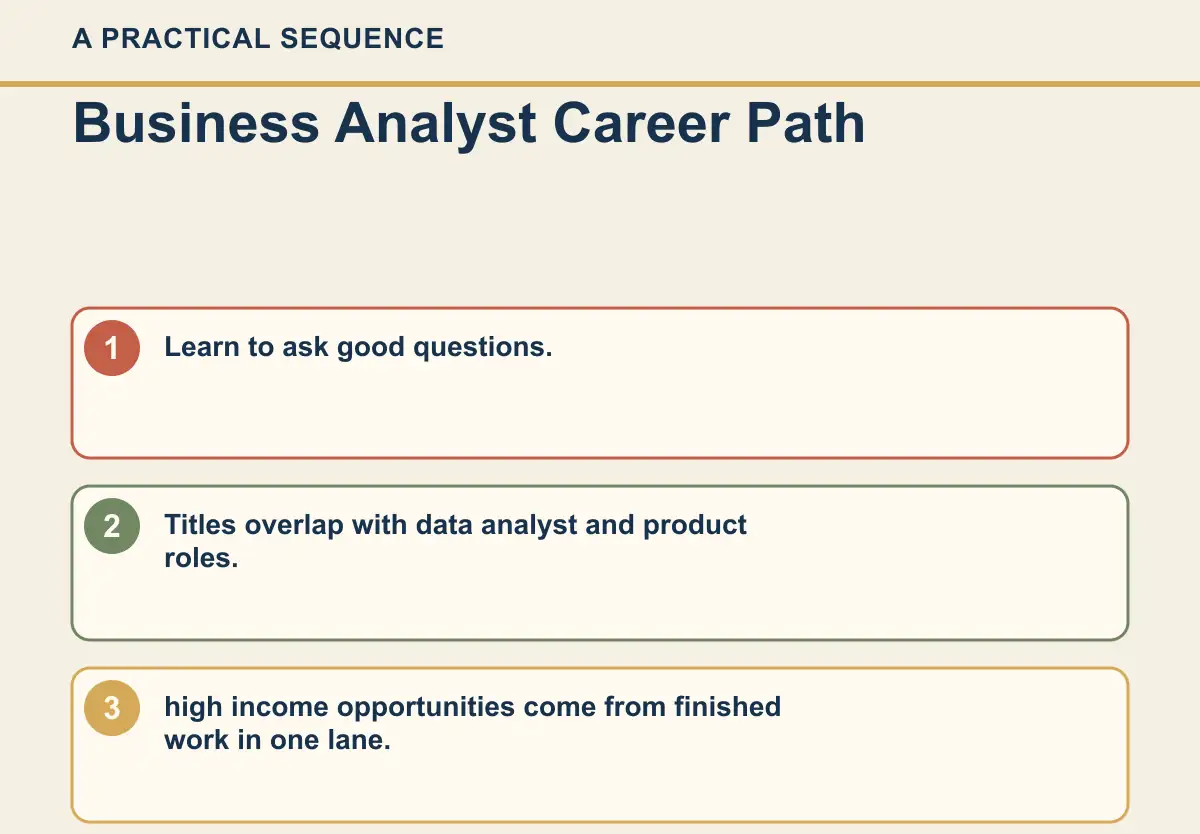 A PRACTICAL SEQUENCE
Business Analyst Career Path
1
Learn to ask good questions.
2
Titles overlap with data analyst and product
roles.
3
high income opportunities come from finished
work in one lane.